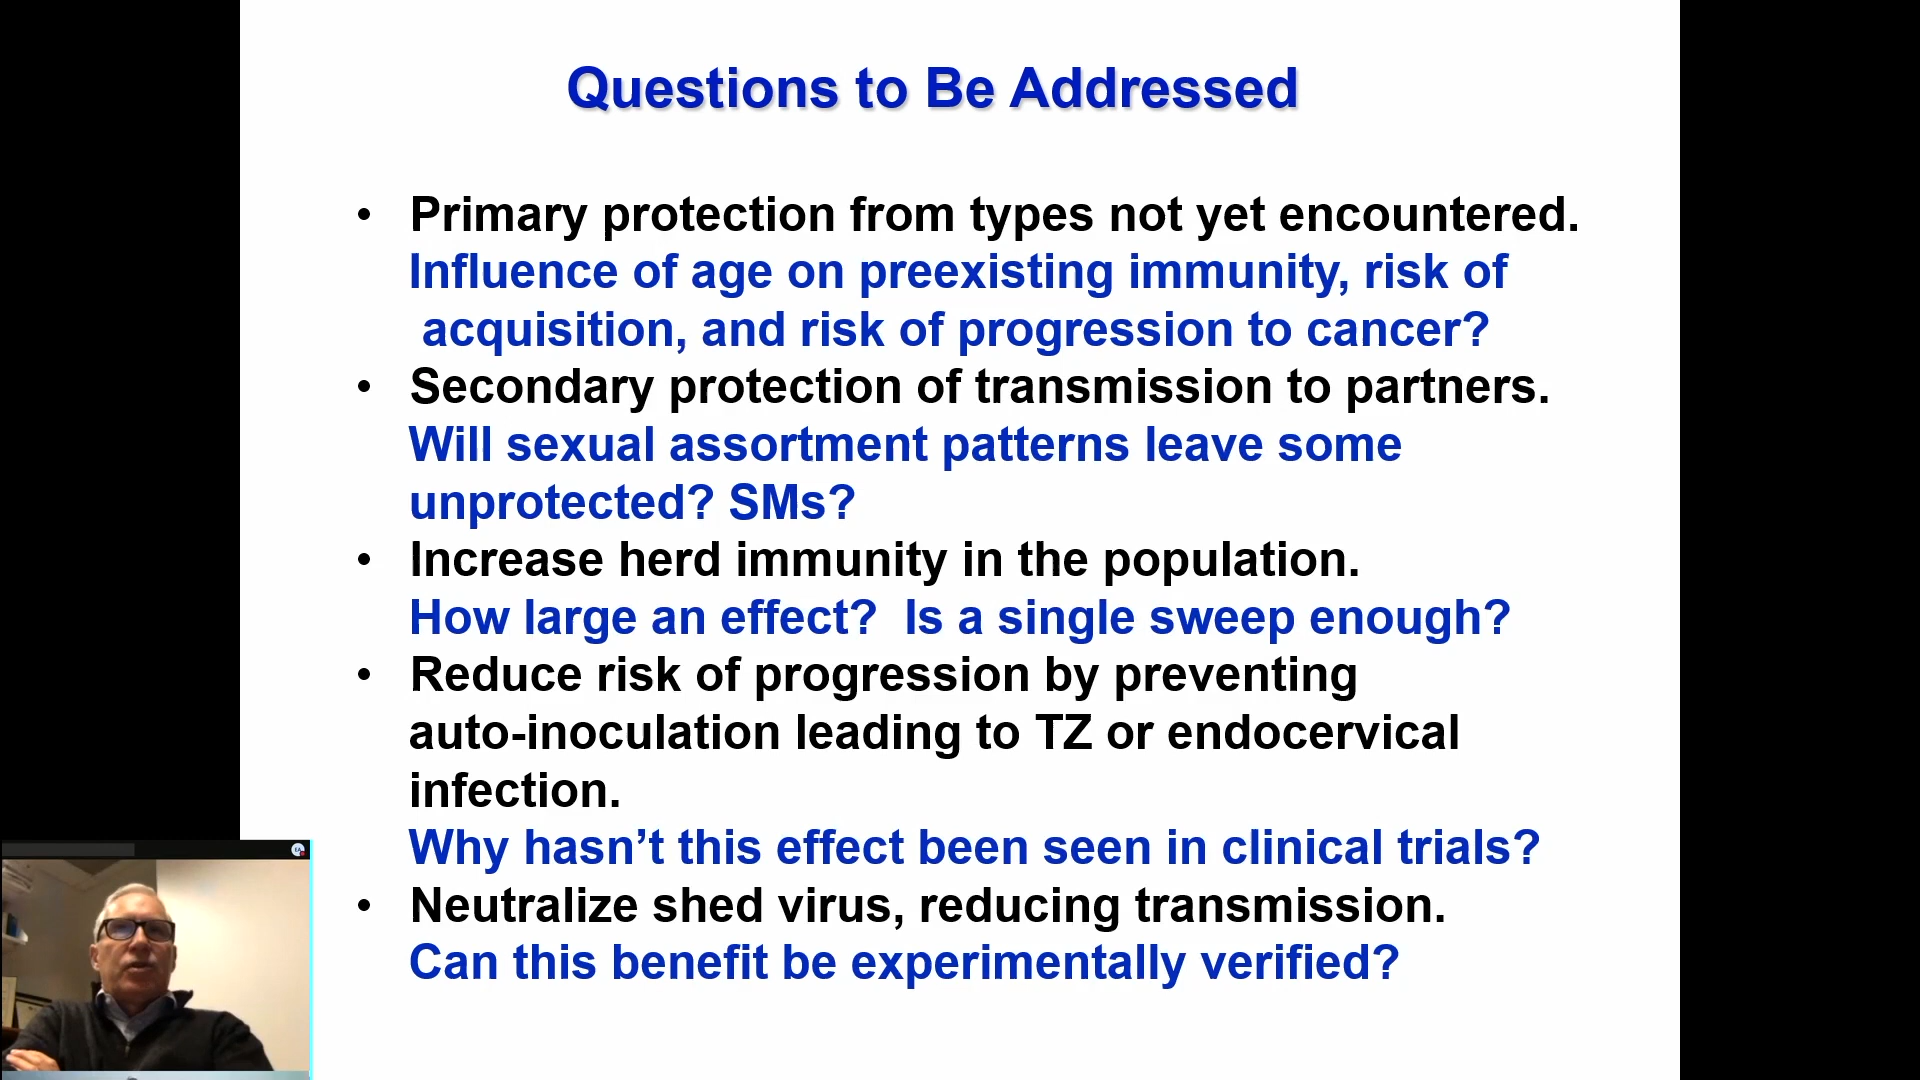 Questions to Be Addressed
• Primary protection from types not yet encountered.
Influence of age on preexisting immunity, risk of
acquisition, and risk of progression to cancer?
• Secondary protection of transmission to partners.
Will sexual assortment patterns leave some
unprotected? SMs?
• Increase herd immunity in the population.
How large an effect?  Is a single sweep enough?
• Reduce risk of progression by preventing
auto-inoculation leading to TZ or endocervical
infection.
Why hasn’t this effect been seen in clinical trials?
• Neutralize shed virus, reducing transmission.
Can this benefit be experimentally verified?